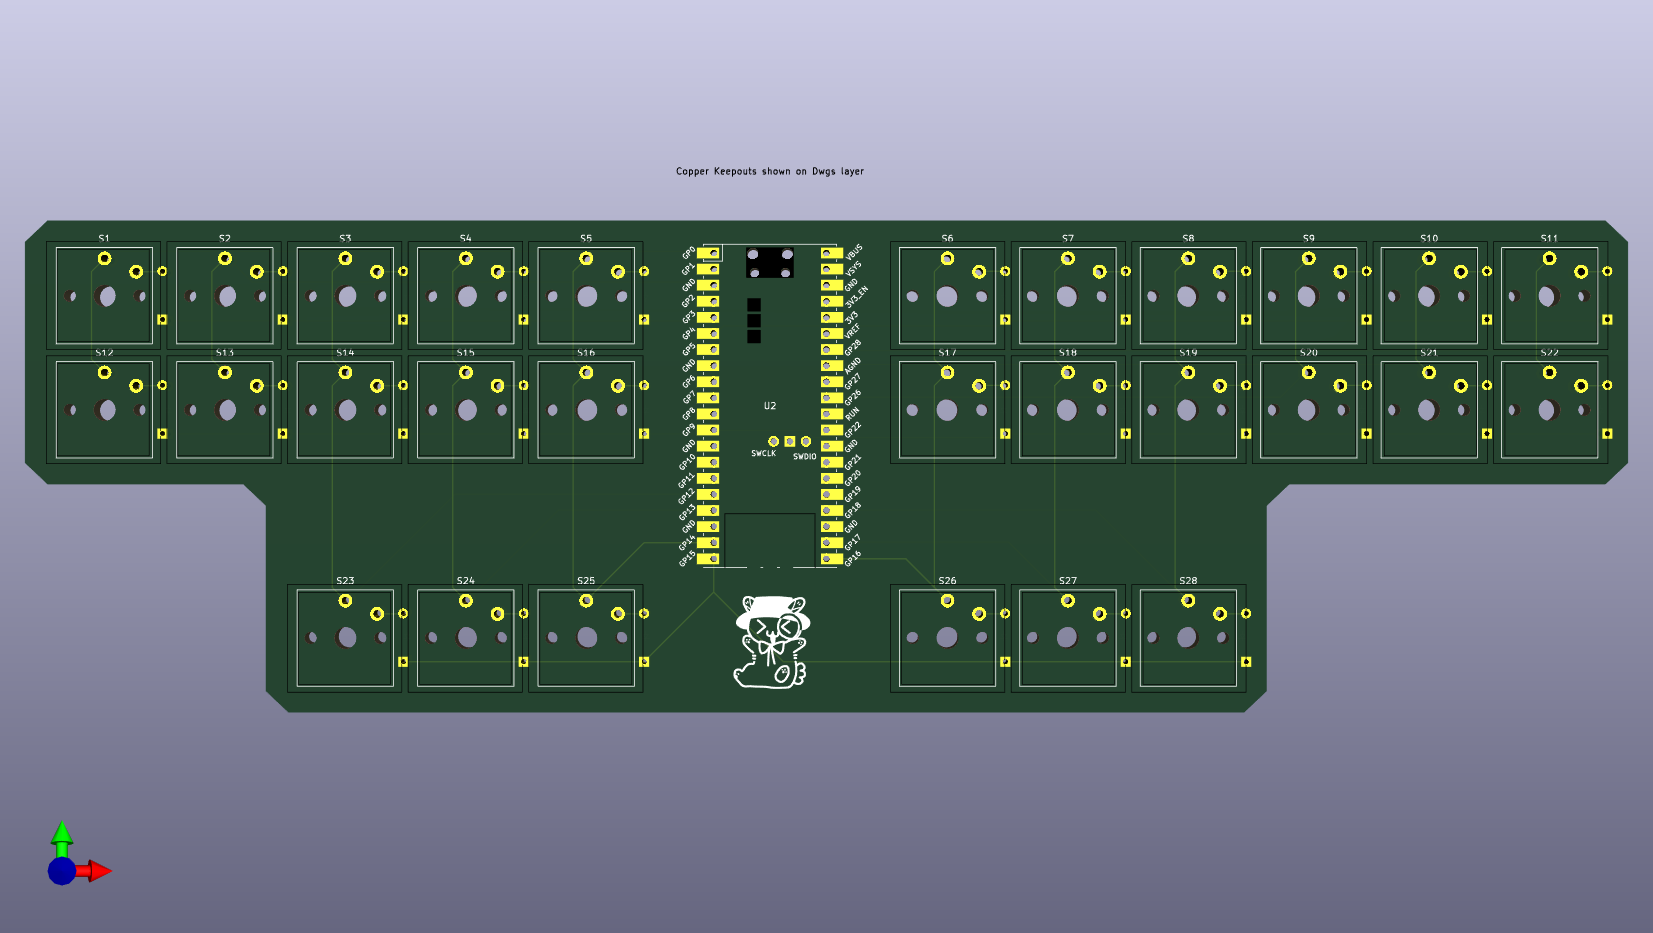 Copper Keepouts shown on Dwgs layer
S1
S2
S3
S4
S5
S6
S7
S8
S9
S10
S11
GP0
GP1
GND
GP2
GP3
GP4
GP5
GND
GP6
GP7
GP8
GP9
GND
GP10
GP11
GP12
GP13
GND
GP14
GP15
VBUS
VSYS
GND
3V3_EN
3V3
VREF
GP28
AGND
GP27
GP26
RUN
GP22
GND
GP21
GP20
GP19
GP18
GND
GP17
GP16
U2
SWCLK
SWDIO
S12
S13
S14
S15
S16
S17
S18
S19
S20
S21
S22
S23
S24
S25
S26
S27
S28